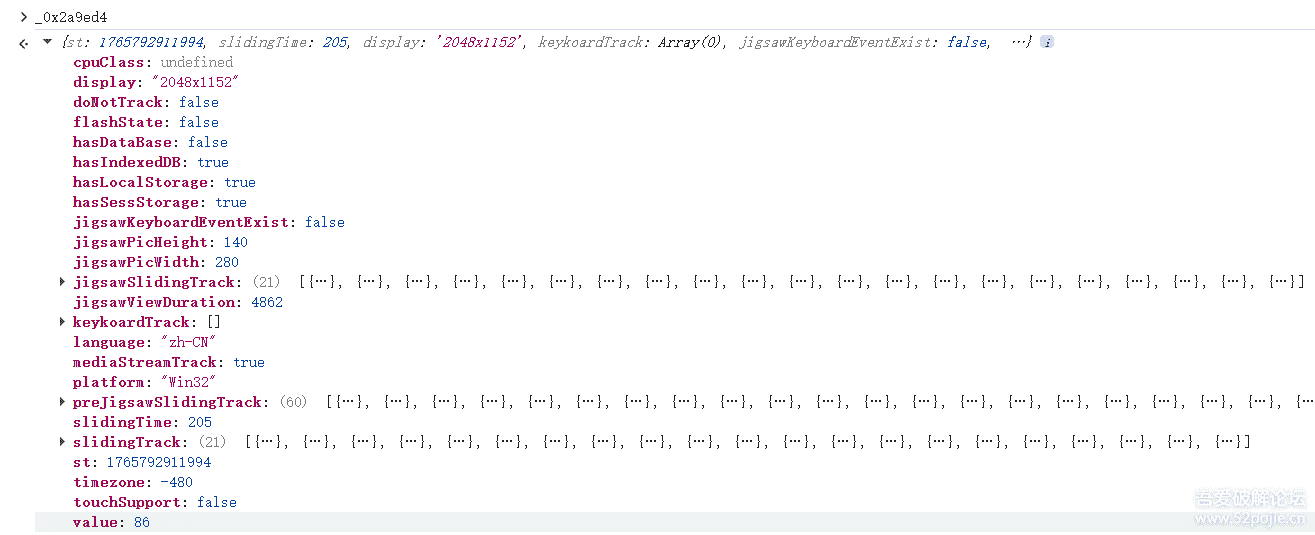 _0x2a9ed4
{st: 1765792911994, slidingTime: 205, display: '2048x1152', keykoardTrack: Array(0), jigsawKeyboardEventExist: false, …}
cpuClass: undefined
display: "2048x1152"
doNotTrack: false
flashState: false
hasDataBase: false
hasIndexedDB: true
hasLocalStorage: true
hasSessStorage: true
jigsawKeyboardEventExist: false
jigsawPicHeight: 140
jigsawPicWidth: 280
jigsawSlidingTrack: (21) [{…}, {…}, {…}, {…}, {…}, {…}, {…}, {…}, {…}, {…}, {…}, {…}, {…}, {…}, {…}, {…}, {…}, {…}, {…}, {…}, {…}]
jigsawViewDuration: 4862
keykoardTrack: []
language: "zh-CN"
mediaStreamTrack: true
platform: "Win32"
preJigsawSlidingTrack: (60) [{…}, {…}, {…}, {…}, {…}, {…}, {…}, {…}, {…}, {…}, {…}, {…}, {…}, {…}, {…}, {…}, {…}, {…}, {…}, {…}, {…
slidingTime: 205
slidingTrack: (21) [{…}, {…}, {…}, {…}, {…}, {…}, {…}, {…}, {…}, {…}, {…}, {…}, {…}, {…}, {…}, {…}, {…}, {…}, {…}, {…}, {…}]
st: 1765792911994
timezone: -480
touchSupport: false
value: 86
吾爱破解论坛
www.52pojie.cn